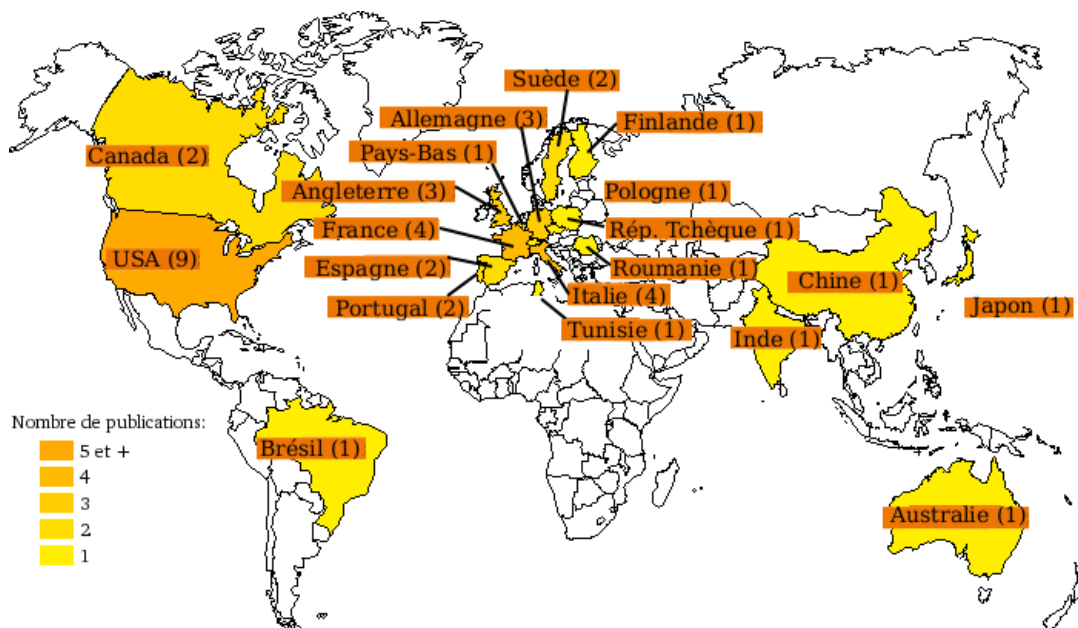 Suède (2)
Allemagne (3)
Finlande (1)
Canada (2)
Pays-Bas (1)
Angleterre (3)
Pologne (1)
France (4)
Rép. Tchèque (1)
USA (9)
Espagne (2)
Roumanie (1)
Chine (1)
Portugal (2)
Italie (4)
Japon (1)
Tunisie (1)
Inde (1)
Nombre de publications:
5 et +
4
3
2
1
Brésil (1)
Australie (1)